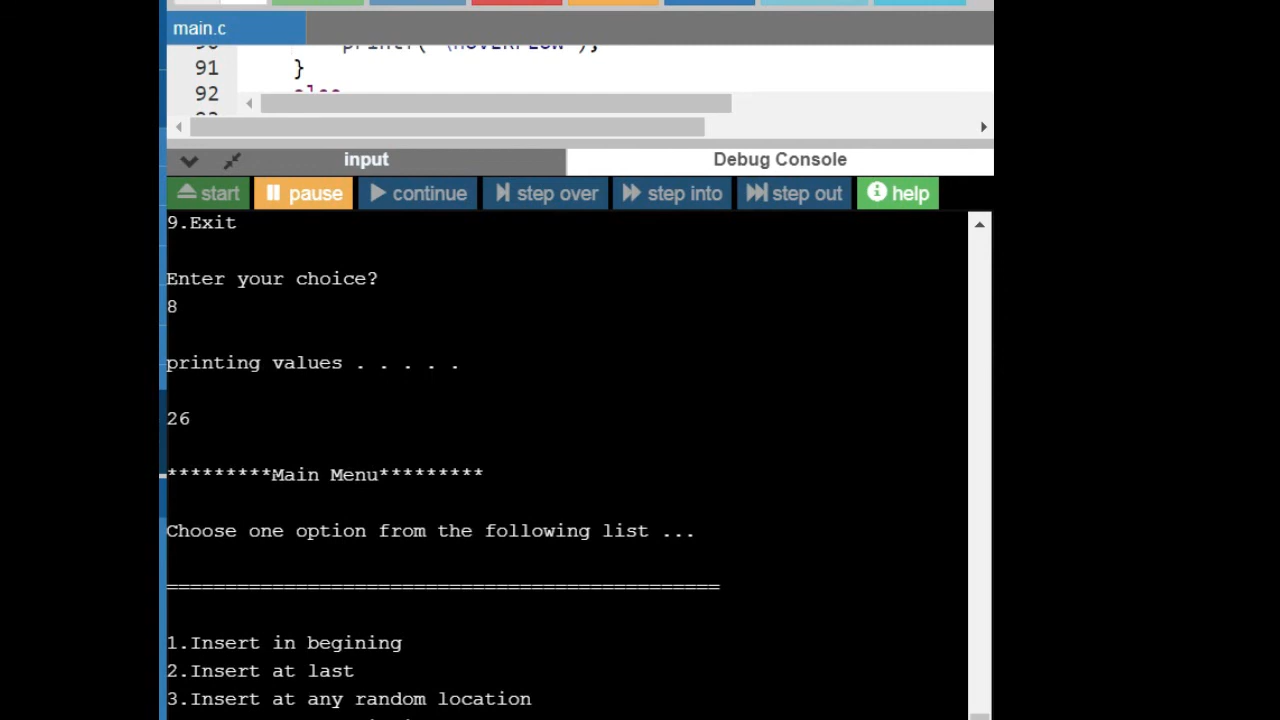 main.c
91 }
92 else
input Debug Console
start pause continue step over step into step out help
9.Exit
Enter your choice?
8
printing values . . . . .
26
*********Main Menu*********
Choose one option from the following list ...
===============================================
1.Insert in begining
2.Insert at last
3.Insert at any random location